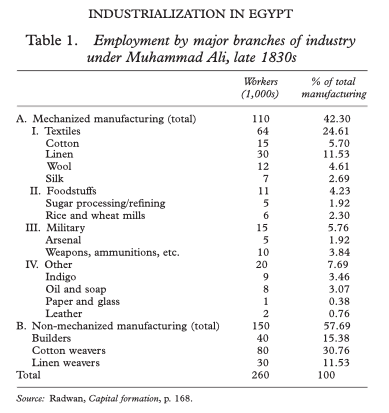 INDUSTRIALIZATION IN EGYPT
Table 1. Employment by major branches of industry
under Muhammad Ali, late 1830s
Workers % of total
(1,000s) manufacturing
A. Mechanized manufacturing (total) 110 42.30
I. Textiles 64 24.61
Cotton 15 5.70
Linen 30 11.53
Wool 12 4.61
Silk 7 2.69
II. Foodstuffs 11 4.23
Sugar processing/refining 5 1.92
Rice and wheat mills 6 2.30
III. Military 15 5.76
Arsenal 5 1.92
Weapons, ammunitions, etc. 10 3.84
IV. Other 20 7.69
Indigo 9 3.46
Oil and soap 8 3.07
Paper and glass 1 0.38
Leather 2 0.76
B. Non-mechanized manufacturing (total) 150 57.69
Builders 40 15.38
Cotton weavers 80 30.76
Linen weavers 30 11.53
Total 260 100
Source: Radwan, Capital formation, p. 168.